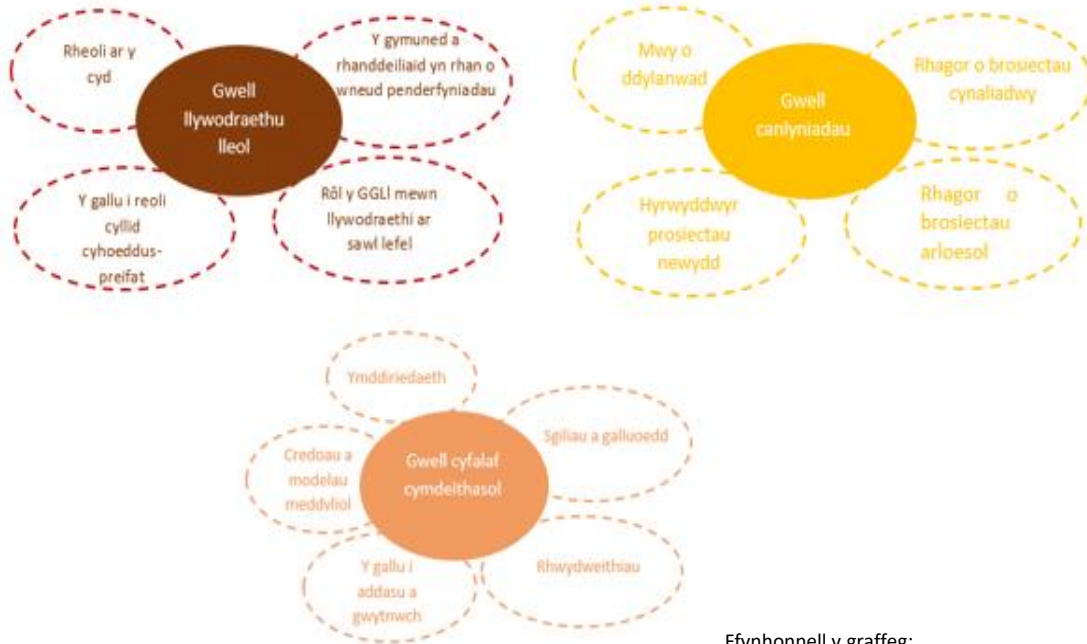 Rheoli ar y
cyd
Gwell
llywodraethu
lleol
Y gymuned a
rhanddeiliaid yn rhan o
wneud penderfyniadau
Y gallu i reoli
cyllid
cyhoeddus-
preifat
Rôl y GGLl mewn
llywodraethi ar
sawl lefel
Mwy o
ddylanwad
Gwell
canlyniadau
Rhagor o brosiectau
cynaliadwy
Hyrwyddwyr
prosiectau
newydd
Rhagor o
brosiectau
arloesol
Ymddiriedaeth
Sgiliau a galluoedd
Credoau a
modelau
meddyliol
Gwell cyfalaf
cymdeithasol
Y gallu i
addasu a
gwytnwch
Rhwydweithiau
Ffynhonnell y graffeg: